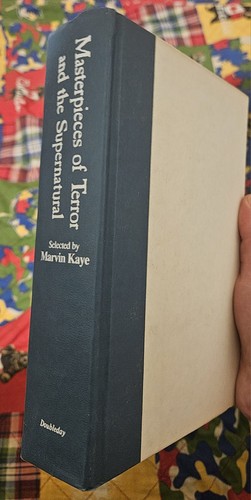 Masterpieces of Terror
and the Supernatural
Selected by
Marvin Kaye
Doubleday